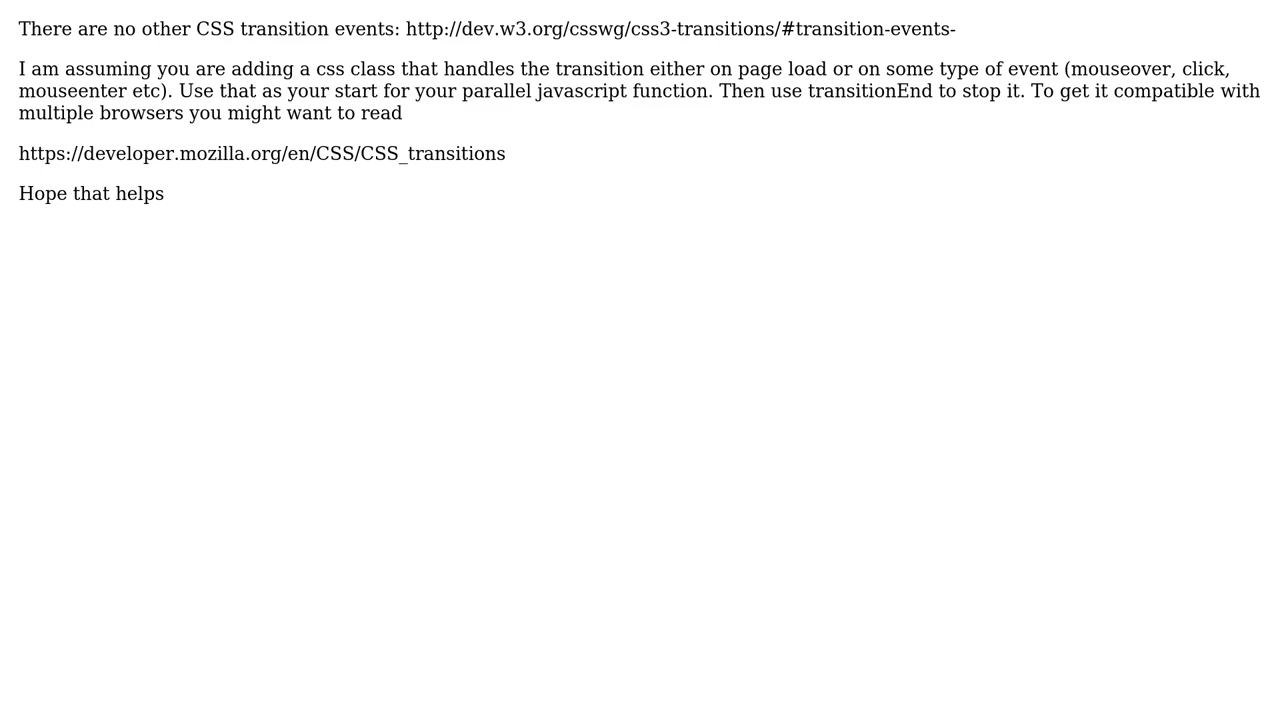 There are no other CSS transition events: http://dev.w3.org/csswg/css3-transitions/#transition-events-
I am assuming you are adding a css class that handles the transition either on page load or on some type of event (mouseover, click,
mouseenter etc). Use that as your start for your parallel javascript function. Then use transitionEnd to stop it. To get it compatible with
multiple browsers you might want to read
https://developer.mozilla.org/en/CSS/CSS_transitions
Hope that helps